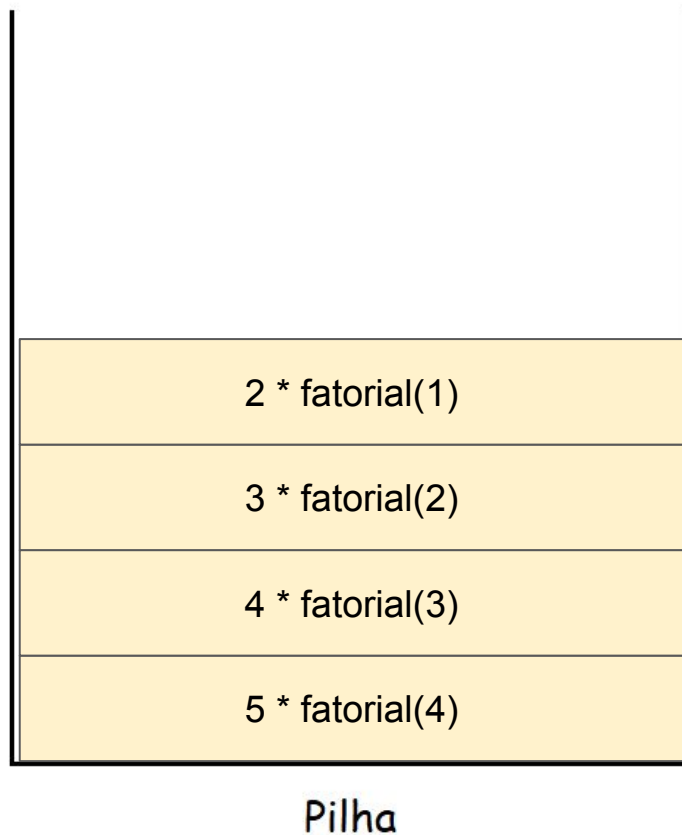 2 * fatorial(1)
3 * fatorial(2)
4 * fatorial(3)
5 * fatorial(4)
Pilha